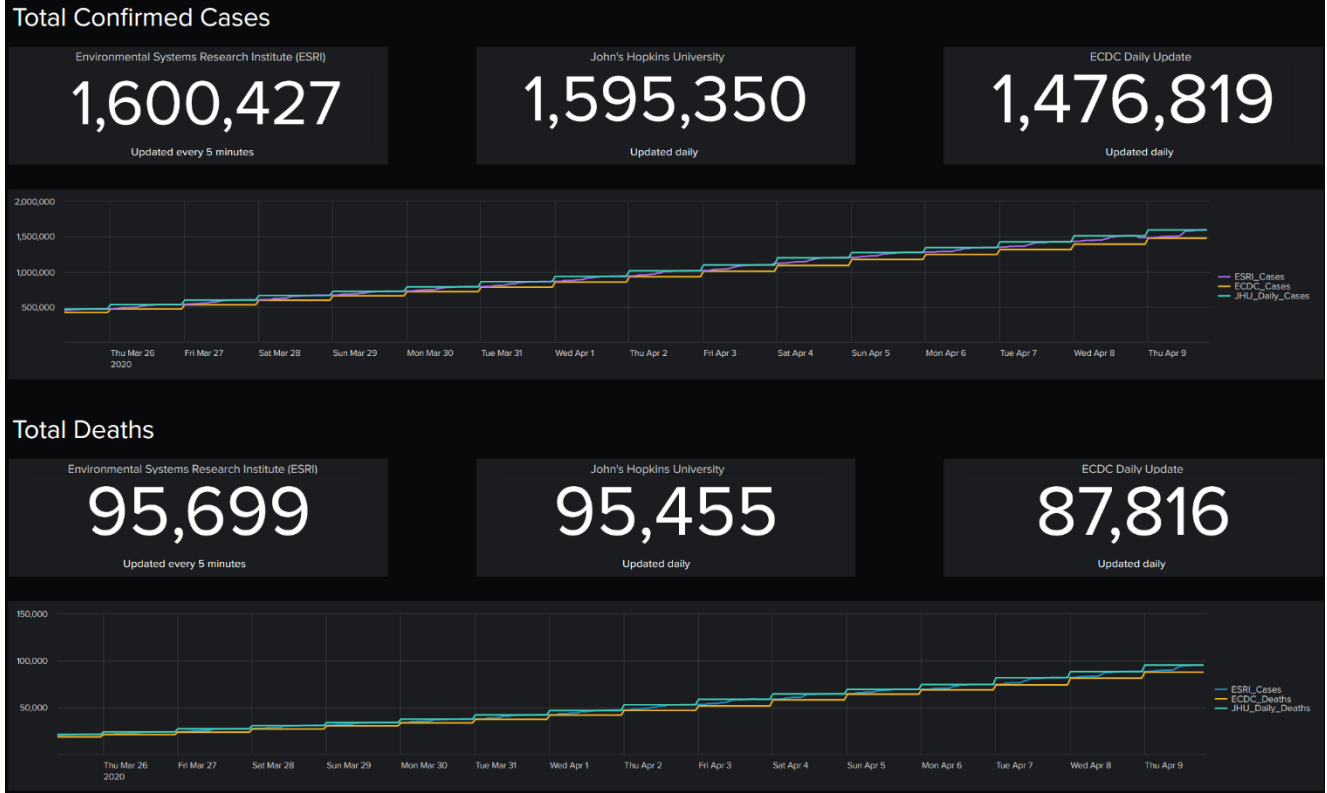 Total Confirmed Cases
Environmental Systems Research Institute (ESRI)
1,600,427
Updated every 5 minutes
John's Hopkins University
1,595,350
Updated daily
ECDC Daily Update
1,476,819
Updated daily
2,000,000
1,500,000
1,000,000
500,000
Thu Mar 26 Fri Mar 27 Sat Mar 28 Sun Mar 29 Mon Mar 30 Tue Mar 31 Wed Apr 1 Thu Apr 2 Fri Apr 3 Sat Apr 4 Sun Apr 5 Mon Apr 6 Tue Apr 7 Wed Apr 8 Thu Apr 9
2020
ESRI_Cases
ECDC_Cases
JHU_Daily_Cases
Total Deaths
Environmental Systems Research Institute (ESRI)
95,699
Updated every 5 minutes
John's Hopkins University
95,455
Updated daily
ECDC Daily Update
87,816
Updated daily
150,000
100,000
50,000
Thu Mar 26 Fri Mar 27 Sat Mar 28 Sun Mar 29 Mon Mar 30 Tue Mar 31 Wed Apr 1 Thu Apr 2 Fri Apr 3 Sat Apr 4 Sun Apr 5 Mon Apr 6 Tue Apr 7 Wed Apr 8 Thu Apr 9
2020
ESRI_Cases
ECDC_Deaths
JHU_Daily_Deaths